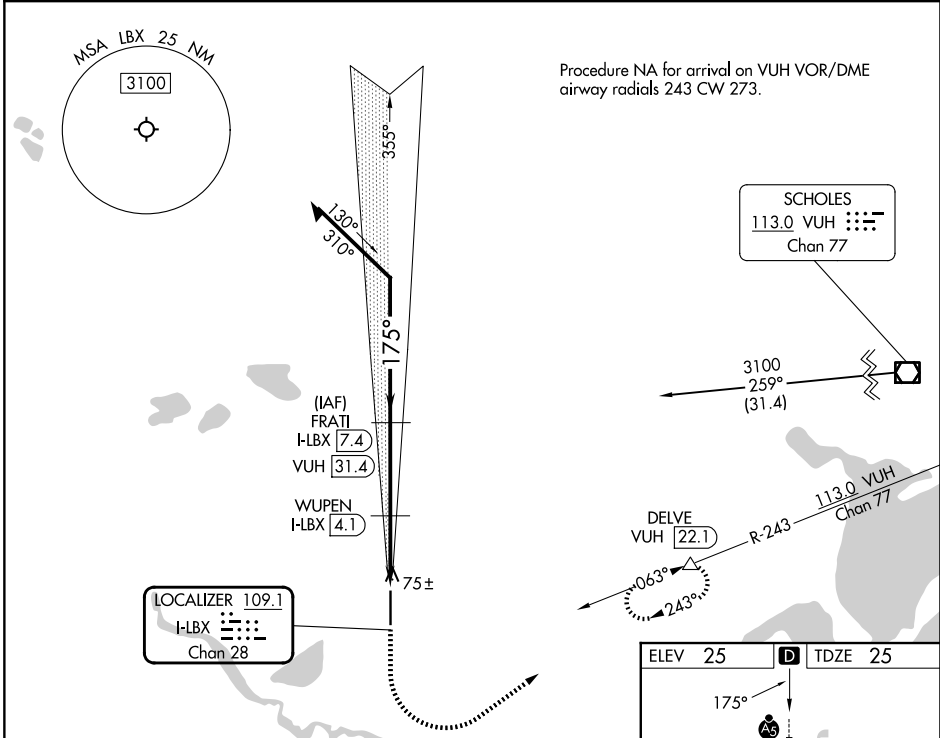 MSA LBX 25 NM
3100
Procedure NA for arrival on VUH VOR/DME
airway radials 243 CW 273.
355°
130°
310°
175°
SCHOLES
113.0 VUH
Chan 77
3100
259°
(31.4)
(IAF)
FRATI
I-LBX 7.4
VUH 31.4
WUPEN
I-LBX 4.1
75±
LOCALIZER 109.1
I-LBX
Chan 28
DELVE
VUH 22.1
R-243
113.0 VUH
Chan 77
063°
243°
ELEV 25
D
TDZE 25
175°
A5